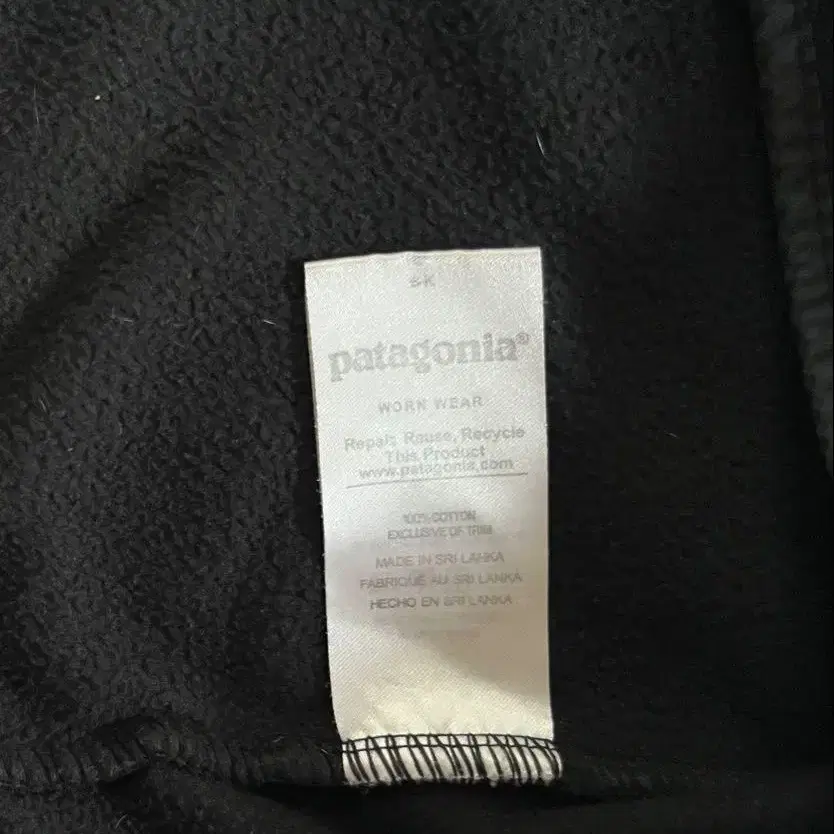 patagonia®
WORK WEAR
Repair, Reuse, Recycle
This Product
www.patagonia.com
100% COTTON
EXCLUSIVE OF TRIM
MADE IN SRI LANKA
FABRIQUÉ AU SRI LANKA
HECHO EN SRI LANKA